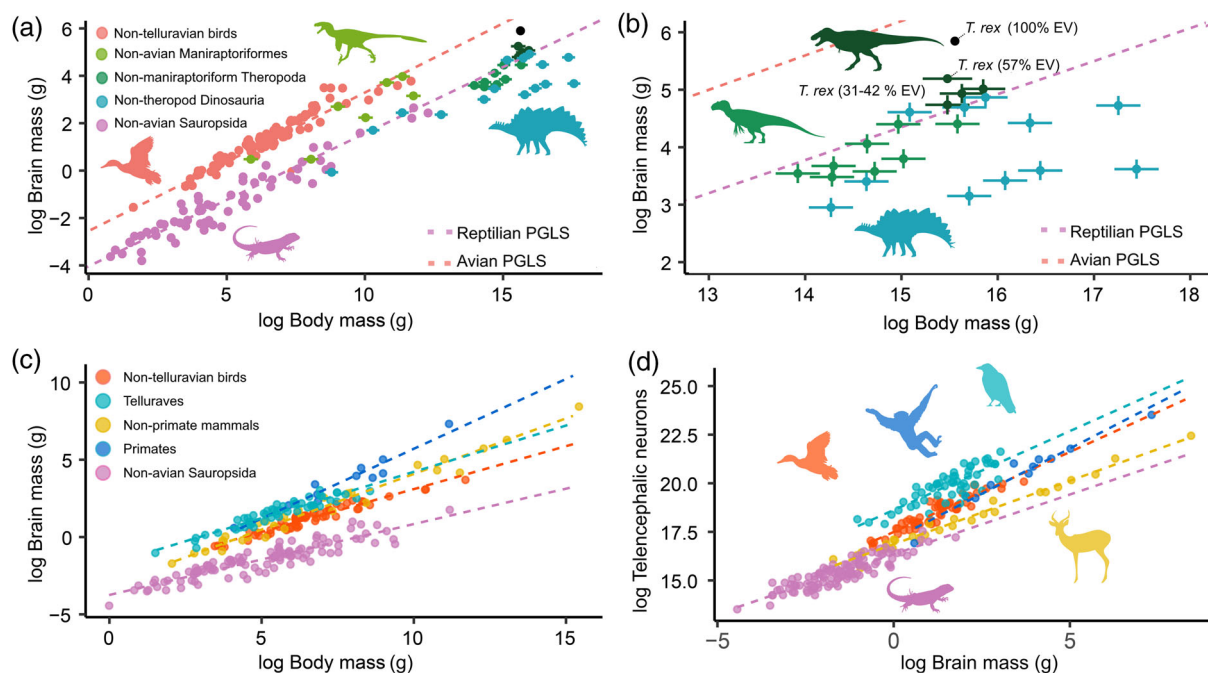 (a)
log Brain mass (g)
6
4
2
0
−2
−4
Non-telluravian birds
Non-avian Maniraptoriformes
Non-maniraptoriform Theropoda
Non-theropod Dinosauria
Non-avian Sauropsida
Reptilian PGLS
Avian PGLS
0 5 10 15
log Body mass (g)
(b)
log Brain mass (g)
6
5
4
3
2
T. rex (100% EV)
T. rex (57% EV)
T. rex (31-42 % EV)
Reptilian PGLS
Avian PGLS
13 14 15 16 17 18
log Body mass (g)
(c)
log Brain mass (g)
10
5
0
−5
Non-telluravian birds
Telluraves
Non-primate mammals
Primates
Non-avian Sauropsida
0 5 10 15
log Body mass (g)
(d)
log Telencephalic neurons
25.0
22.5
20.0
17.5
15.0
−5 0 5
log Brain mass (g)